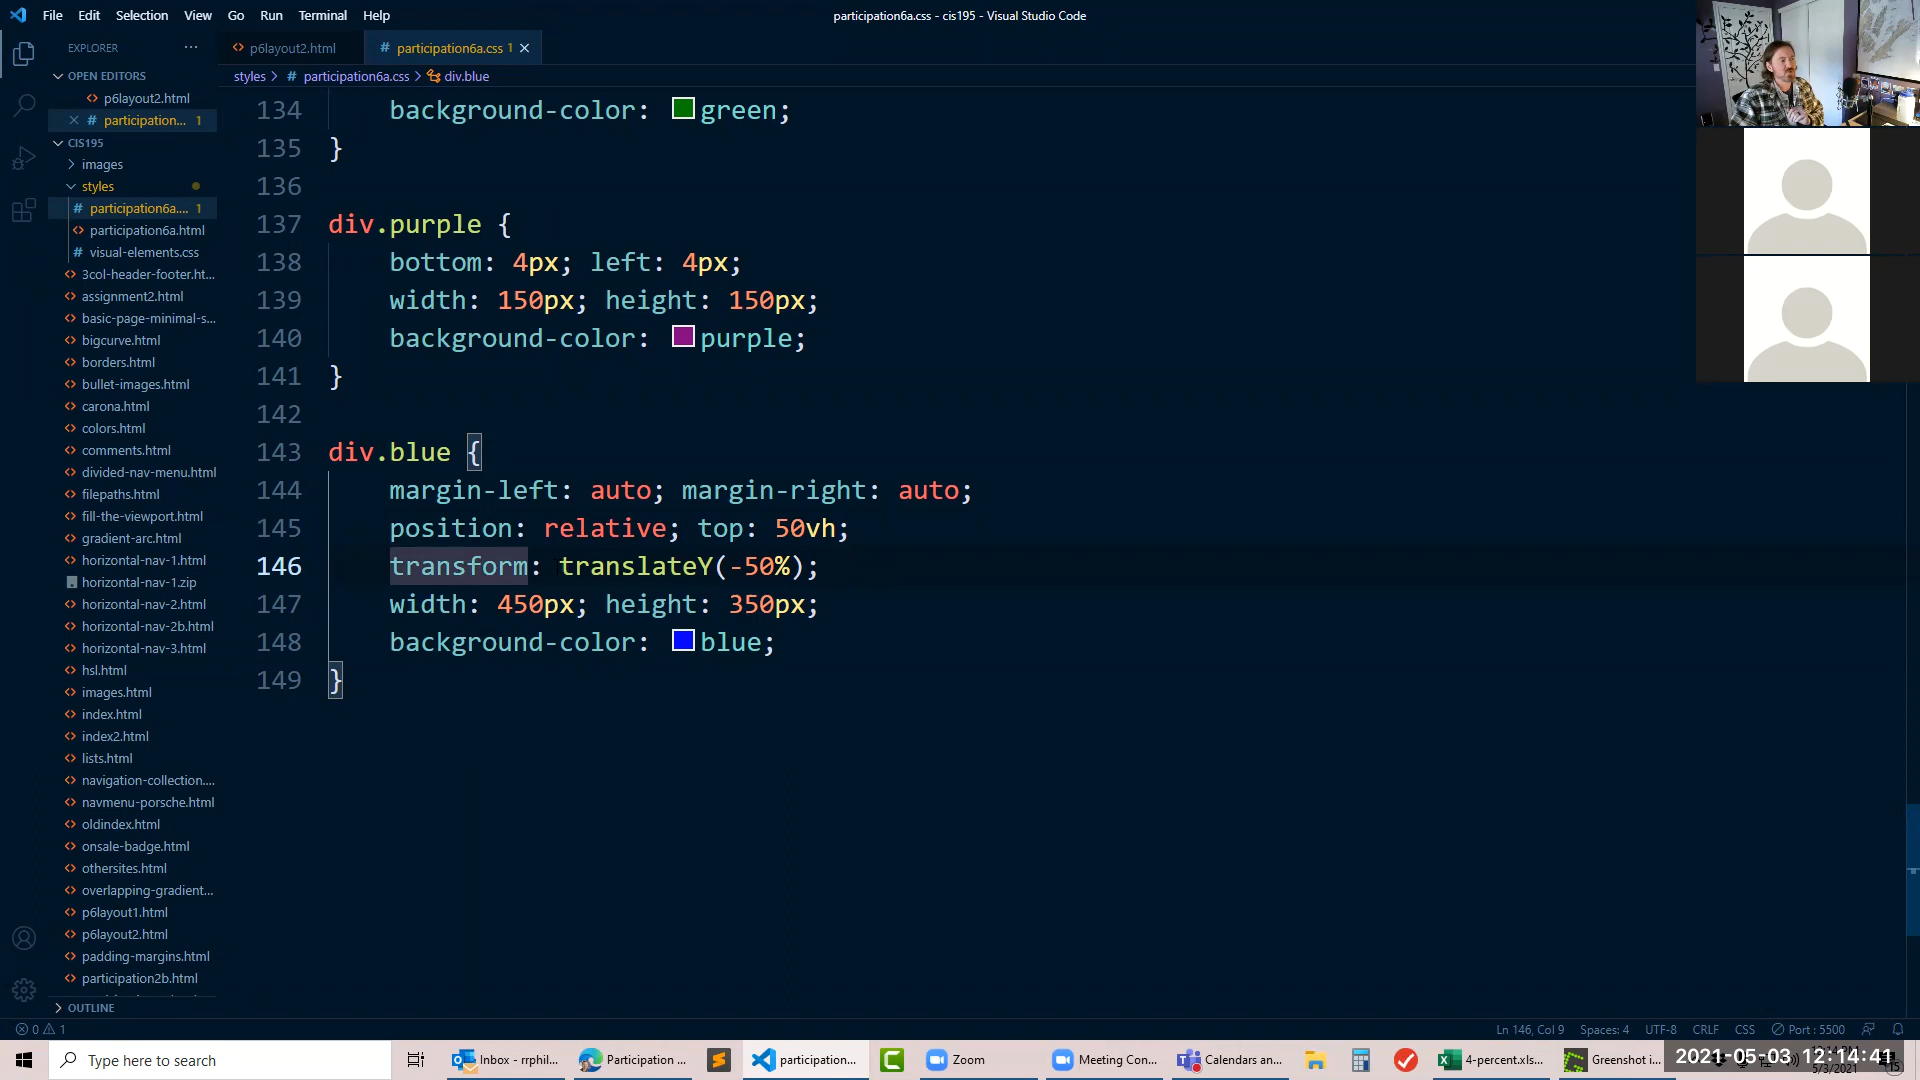 File Edit Selection View Go Run Terminal Help
participation6a.css - cis195 - Visual Studio Code
EXPLORER ···
p6layout2.html
# participation6a.css 1
styles > # participation6a.css > div.blue
OPEN EDITORS
p6layout2.html
# participation... 1
CIS195
images
styles
# participation6a.... 1
participation6a.html
# visual-elements.css
3col-header-footer.ht...
assignment2.html
basic-page-minimal-s...
bigcurve.html
borders.html
bullet-images.html
carona.html
colors.html
comments.html
divided-nav-menu.html
filepaths.html
fill-the-viewport.html
gradient-arc.html
horizontal-nav-1.html
horizontal-nav-1.zip
horizontal-nav-2.html
horizontal-nav-2b.html
horizontal-nav-3.html
hsl.html
images.html
index.html
index2.html
lists.html
navigation-collection....
navmenu-porsche.html
oldindex.html
onsale-badge.html
othersites.html
overlapping-gradient...
p6layout1.html
p6layout2.html
padding-margins.html
participation2b.html
OUTLINE
134 background-color: green;
135 }
136
137 div.purple {
138 bottom: 4px; left: 4px;
139 width: 150px; height: 150px;
140 background-color: purple;
141 }
142
143 div.blue {
144 margin-left: auto; margin-right: auto;
145 position: relative; top: 50vh;
146 transform: translateY(-50%);
147 width: 450px; height: 350px;
148 background-color: blue;
149 }
0 1
Ln 146, Col 9 Spaces: 4 UTF-8 CRLF CSS Port : 5500
Type here to search
Inbox - rrphil...
Participation ...
participation...
Zoom
Meeting Con...
Calendars an...
4-percent.xls...
Greenshot i...
2021-05-03 12:14:41
5/3/2021
15